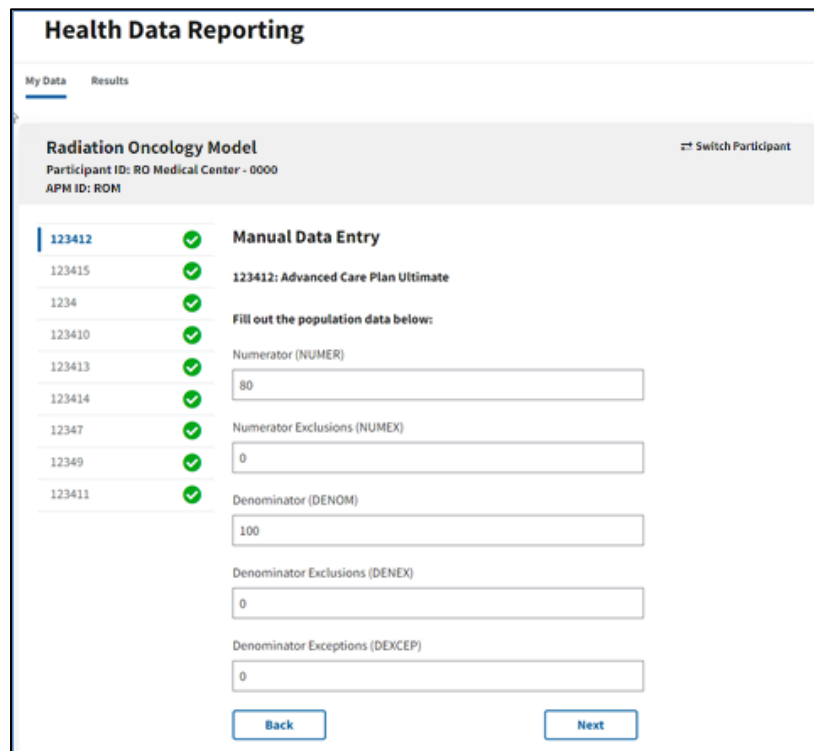 Health Data Reporting
My Data Results
Radiation Oncology Model
Switch Participant
Participant ID: RO Medical Center - 0000
APM ID: ROM
123412
123415
1234
123410
123413
123414
12347
12349
123411
Manual Data Entry
123412: Advanced Care Plan Ultimate
Fill out the population data below:
Numerator (NUMER)
80
Numerator Exclusions (NUMEX)
0
Denominator (DENOM)
100
Denominator Exclusions (DENEX)
0
Denominator Exceptions (DEXCEP)
0
Back Next